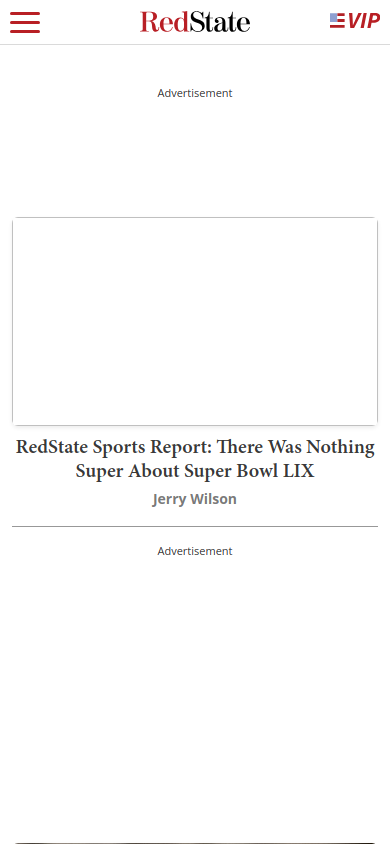 RedState
VIP
Advertisement
RedState Sports Report: There Was Nothing
Super About Super Bowl LIX
Jerry Wilson
Advertisement